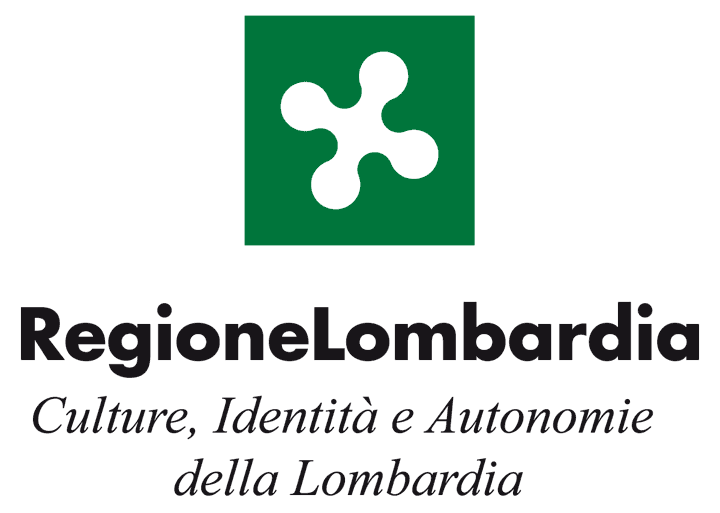 RegioneLombardia
Culture, Identità e Autonomie
della Lombardia